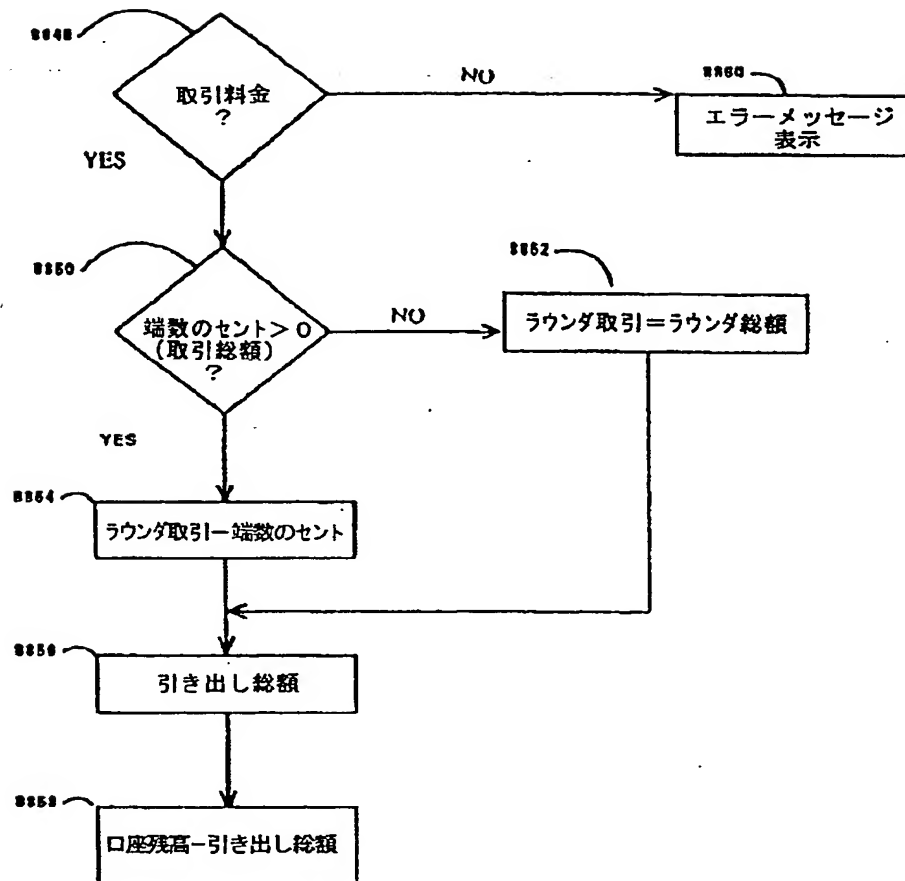 取引料金
?
NO
エラーメッセージ
表示
YES
端数のセント>0
(取引総額)
?
NO
ラウンダ取引=ラウンダ総額
YES
ラウンダ取引-端数のセント
引き出し総額
口座残高-引き出し総額